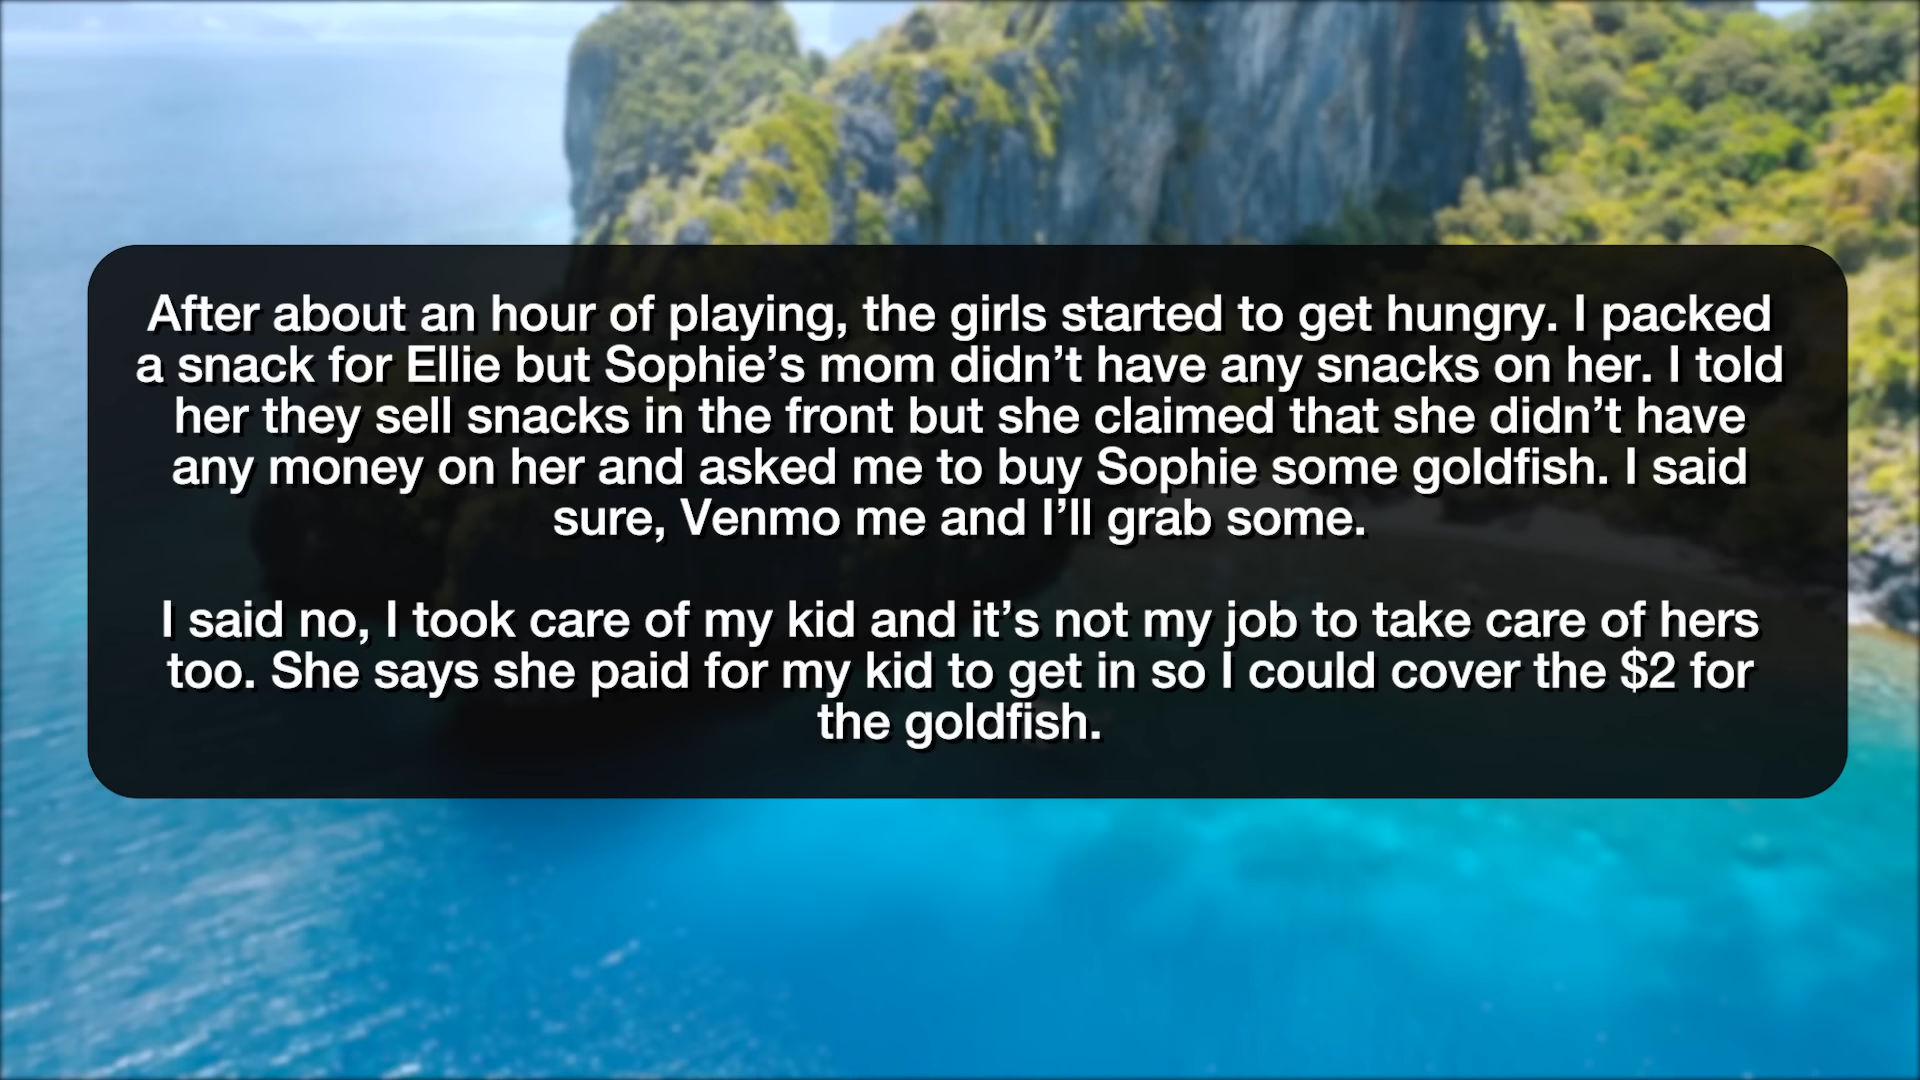 After about an hour of playing, the girls started to get hungry. I packed
a snack for Ellie but Sophie’s mom didn’t have any snacks on her. I told
her they sell snacks in the front but she claimed that she didn’t have
any money on her and asked me to buy Sophie some goldfish. I said
sure, Venmo me and I’ll grab some.
I said no, I took care of my kid and it’s not my job to take care of hers
too. She says she paid for my kid to get in so I could cover the $2 for
the goldfish.